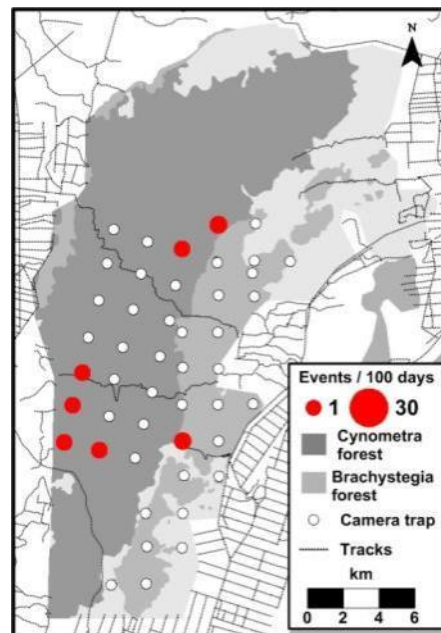 N
Events / 100 days
1 30
Cynometra
forest
Brachystegia
forest
Camera trap
Tracks
km
0 2 4 6